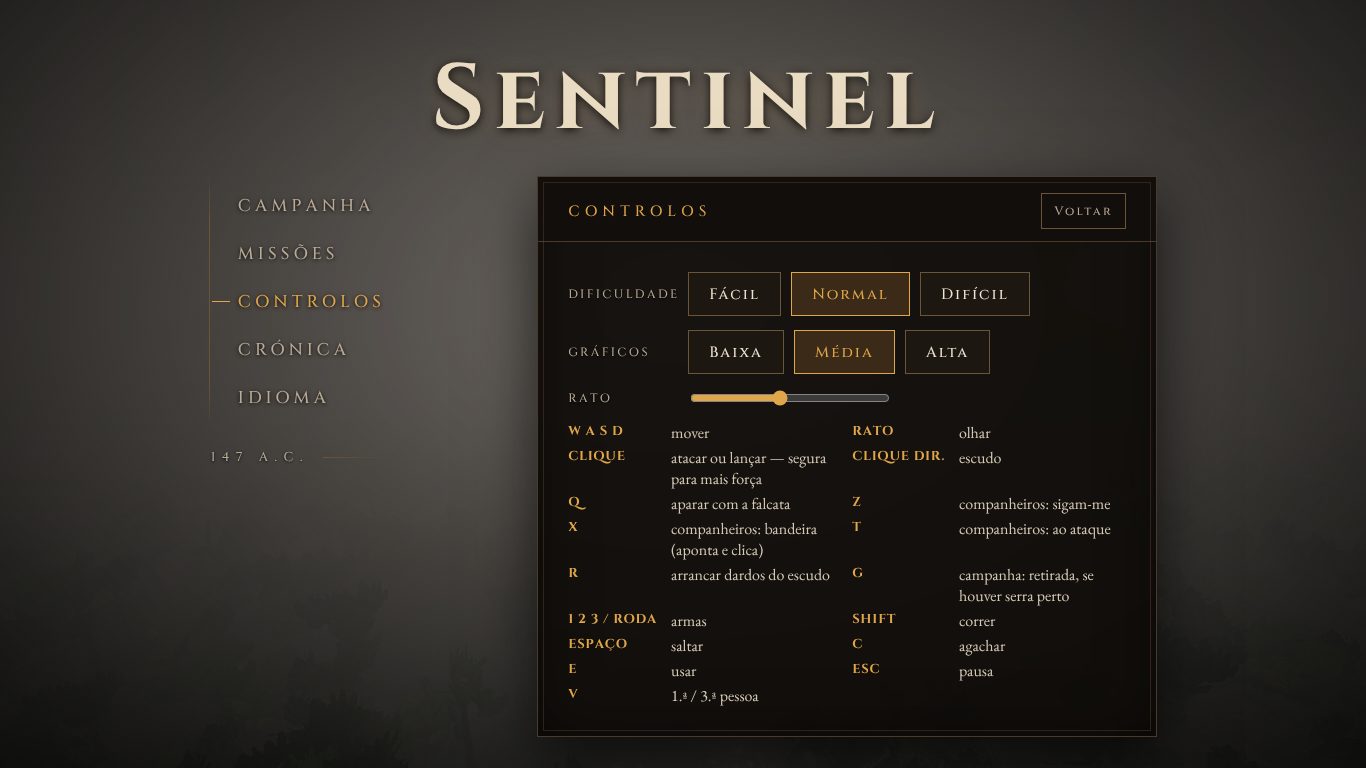 SENTINEL
CAMPANHA
MISSÕES
CONTROLOS
CRÓNICA
IDIOMA
147 A.C.
CONTROLOS
VOLTAR
DIFICULDADE
FÁCIL
NORMAL
DIFÍCIL
GRÁFICOS
BAIXA
MÉDIA
ALTA
RATO
W A S D
mover
RATO
olhar
CLIQUE
atacar ou lançar — segura
para mais força
CLIQUE DIR.
escudo
Q
aparar com a falcata
Z
companheiros: sigam-me
X
companheiros: bandeira
(aponta e clica)
T
companheiros: ao ataque
R
arrancar dardos do escudo
G
campanha: retirada, se
houver serra perto
1 2 3 / RODA
armas
SHIFT
correr
ESPAÇO
saltar
C
agachar
E
usar
ESC
pausa
V
1.ª / 3.ª pessoa